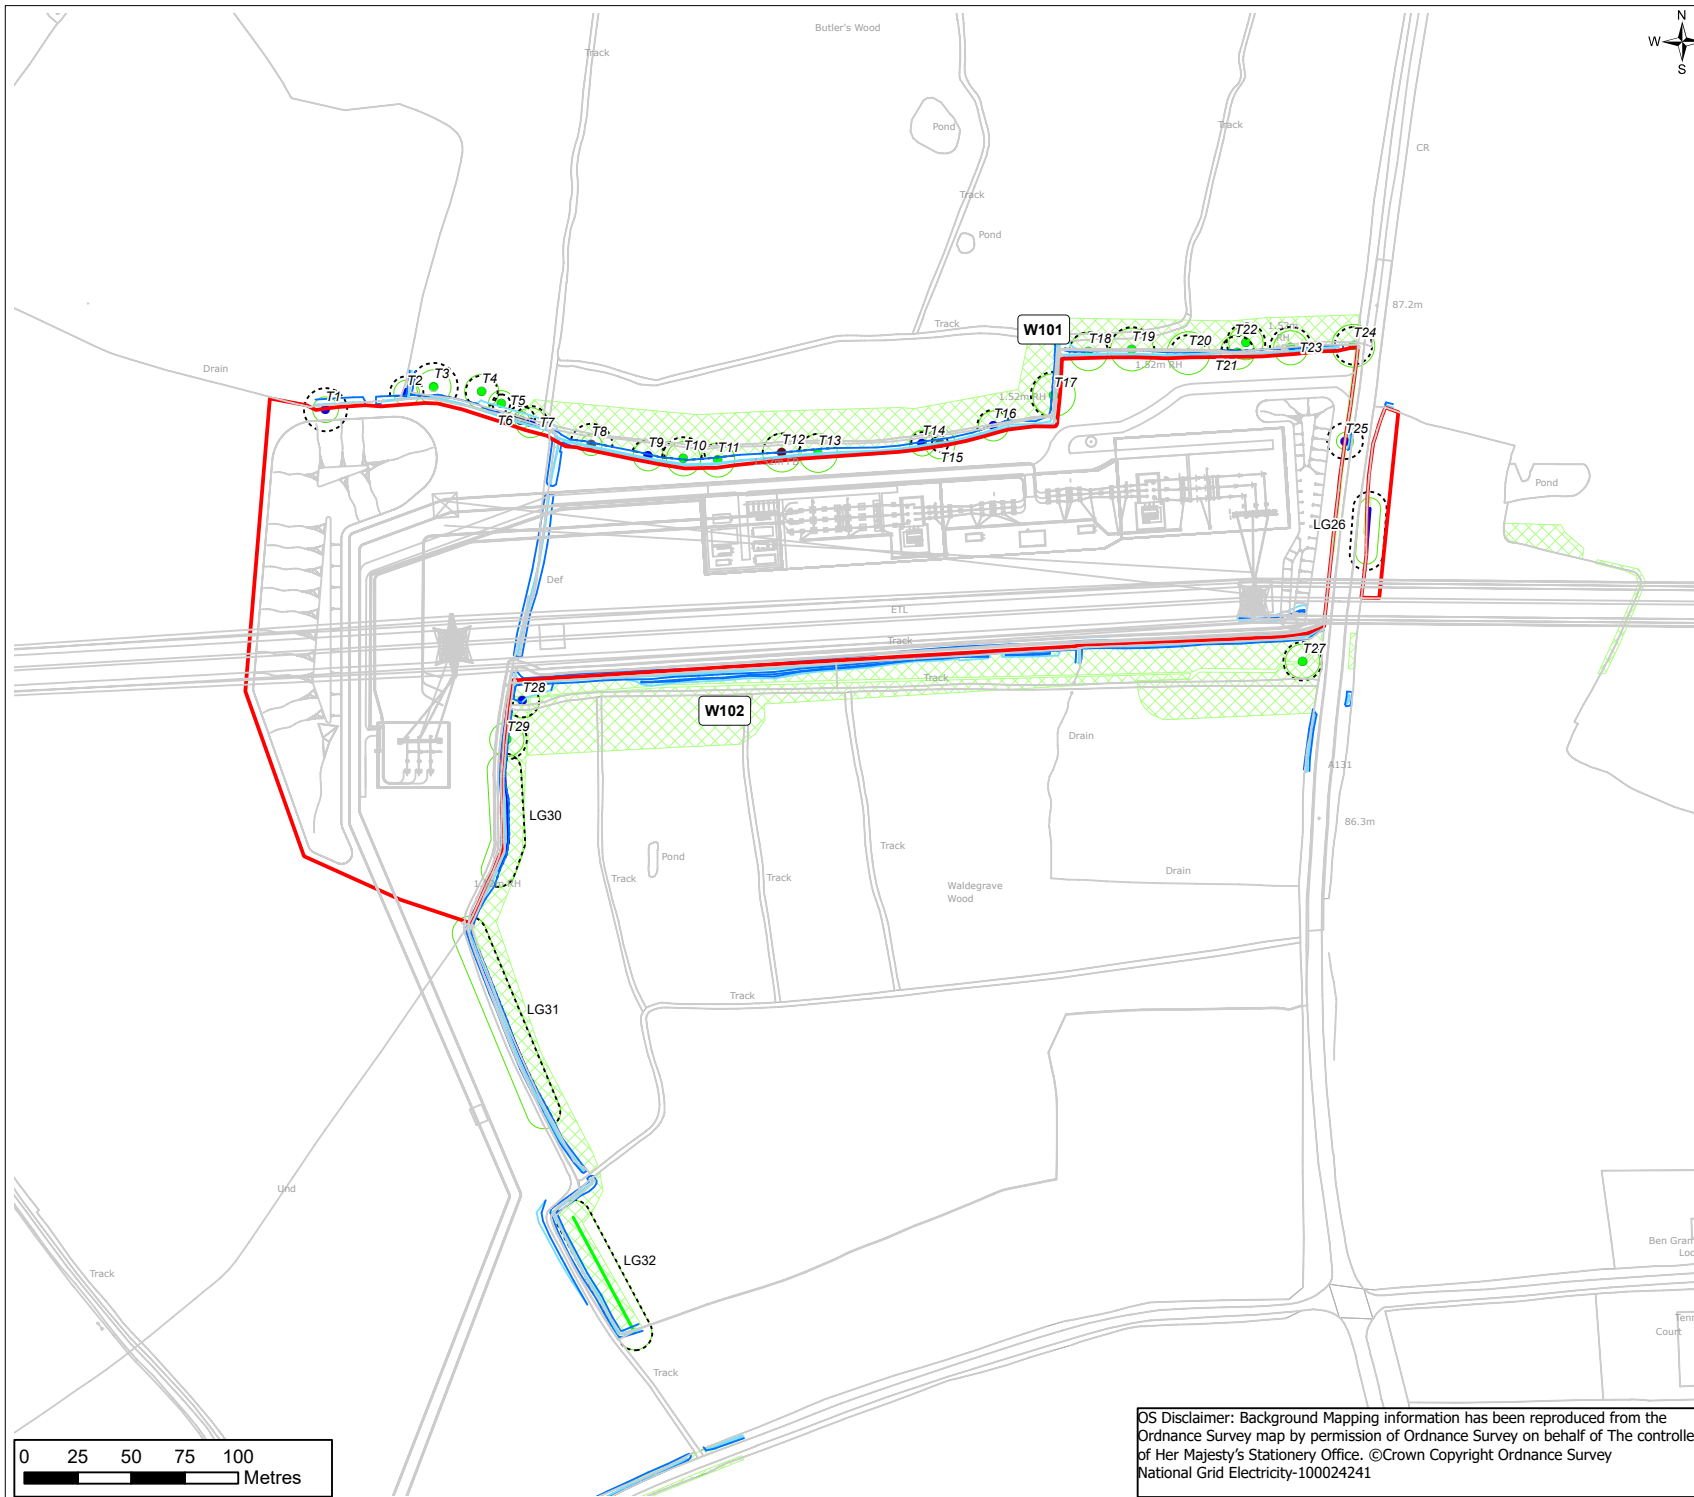 Butler's Wood
N
W
S
Track
Pond
Track
CR
Track
Pond
87.2m
Track
W101
Drain
T1
T2
T3
T4
T5
T6
T7
T8
T9
T10
T11
T12
T13
T14
T15
T16
T17
T18
T19
T20
T21
T22
T23
T24
1.52m RH
1.52m RH
T25
Pond
LG26
Def
ETL
Track
T27
Track
T28
W102
T29
Drain
A131
LG30
86.3m
Pond
Track
Track
Track
Drain
Waldegrave
Wood
Track
LG31
Und
Track
LG32
Track
Court
0 25 50 75 100
Metres
OS Disclaimer: Background Mapping information has been reproduced from the
Ordnance Survey map by permission of Ordnance Survey on behalf of The controlle
of Her Majesty's Stationery Office. ©Crown Copyright Ordnance Survey
National Grid Electricity-100024241